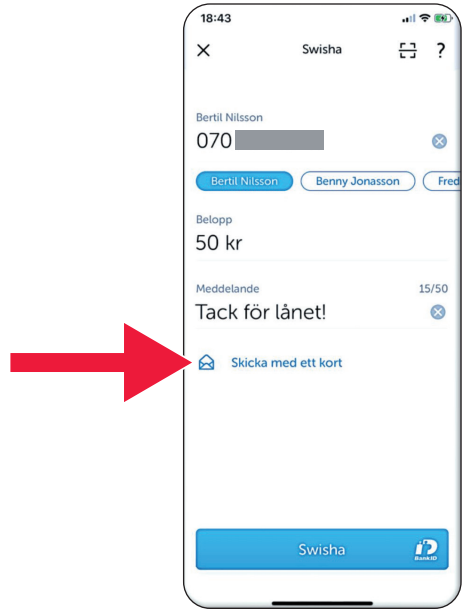 18:43
Swisha ?
Bertil Nilsson
070
Bertil Nilsson Benny Jonasson Fred
Belopp
50 kr
Meddelande 15/50
Tack för lånet!
Skicka med ett kort
Swisha BankID